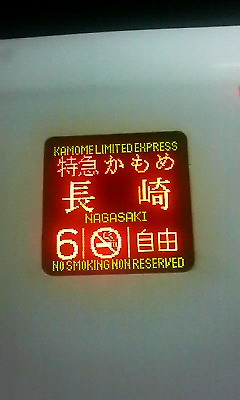 KAMOME LIMITED EXPRESS
特急かもめ
長崎
NAGASAKI
6 自由
NO SMOKING NON RESERVED